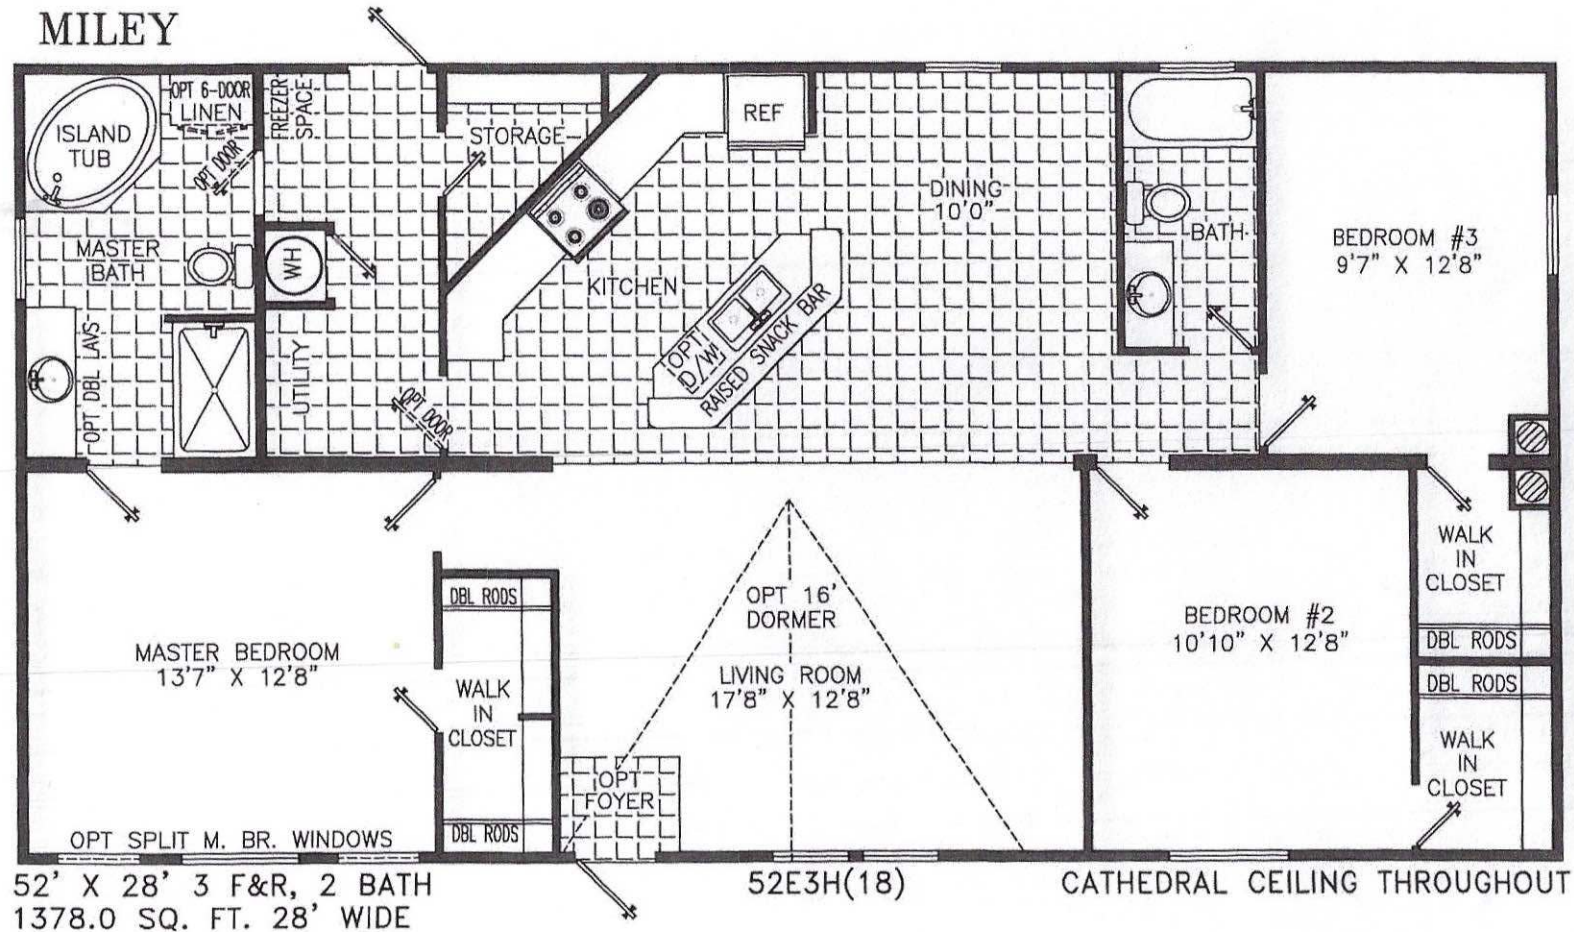 MILEY
OPT 6-DOOR
LINEN
ISLAND
TUB
OPT DOOR
FREEZER
SPACE
STORAGE
REF
DINING
10'0"
BATH
BEDROOM #3
9'7" X 12'8"
MASTER
BATH
WH
KITCHEN
OPT
D/W
RAISED SNACK BAR
OPT DBL LAVS
UTILITY
OPT DOOR
WALK
IN
CLOSET
DBL RODS
DBL RODS
WALK
IN
CLOSET
OPT 16'
DORMER
LIVING ROOM
17'8" X 12'8"
BEDROOM #2
10'10" X 12'8"
MASTER BEDROOM
13'7" X 12'8"
DBL RODS
WALK
IN
CLOSET
DBL RODS
OPT
FOYER
OPT SPLIT M. BR. WINDOWS
52' X 28' 3 F&R, 2 BATH
1378.0 SQ. FT. 28' WIDE
52E3H(18)
CATHEDRAL CEILING THROUGHOUT